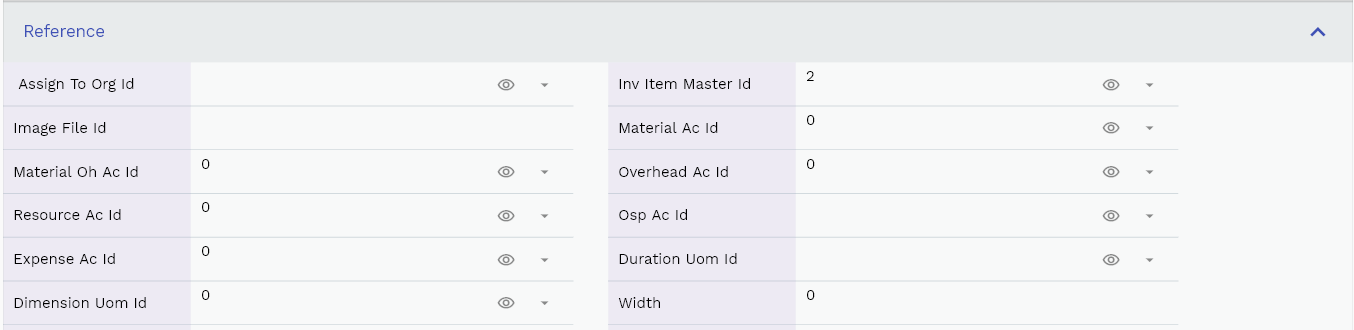 Reference
Assign To Org Id
Inv Item Master Id 2
Image File Id
Material Ac Id 0
Material Oh Ac Id 0
Overhead Ac Id 0
Resource Ac Id 0
Osp Ac Id
Expense Ac Id 0
Duration Uom Id
Dimension Uom Id 0
Width 0